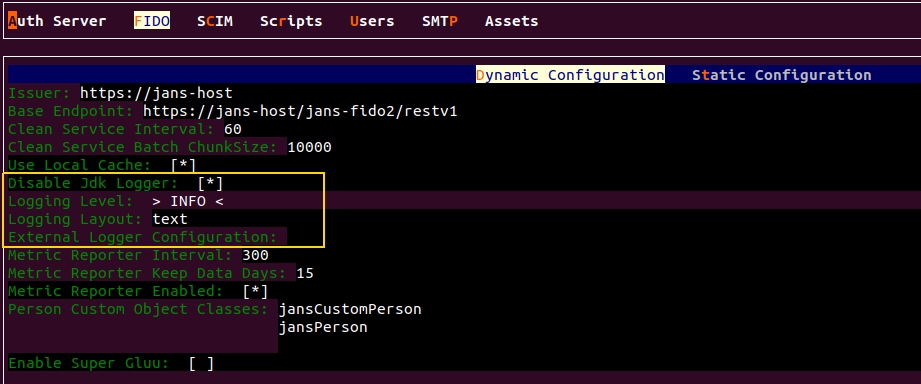 Auth Server FIDO SCIM Scripts Users SMTP Assets
Dynamic Configuration Static Configuration
Issuer: https://jans-host
Base Endpoint: https://jans-host/jans-fido2/restv1
Clean Service Interval: 60
Clean Service Batch ChunkSize: 10000
Use Local Cache: [*]
Disable Jdk Logger: [*]
Logging Level: > INFO <
Logging Layout: text
External Logger Configuration:
Metric Reporter Interval: 300
Metric Reporter Keep Data Days: 15
Metric Reporter Enabled: [*]
Person Custom Object Classes: jansCustomPerson
jansPerson
Enable Super Gluu: [ ]